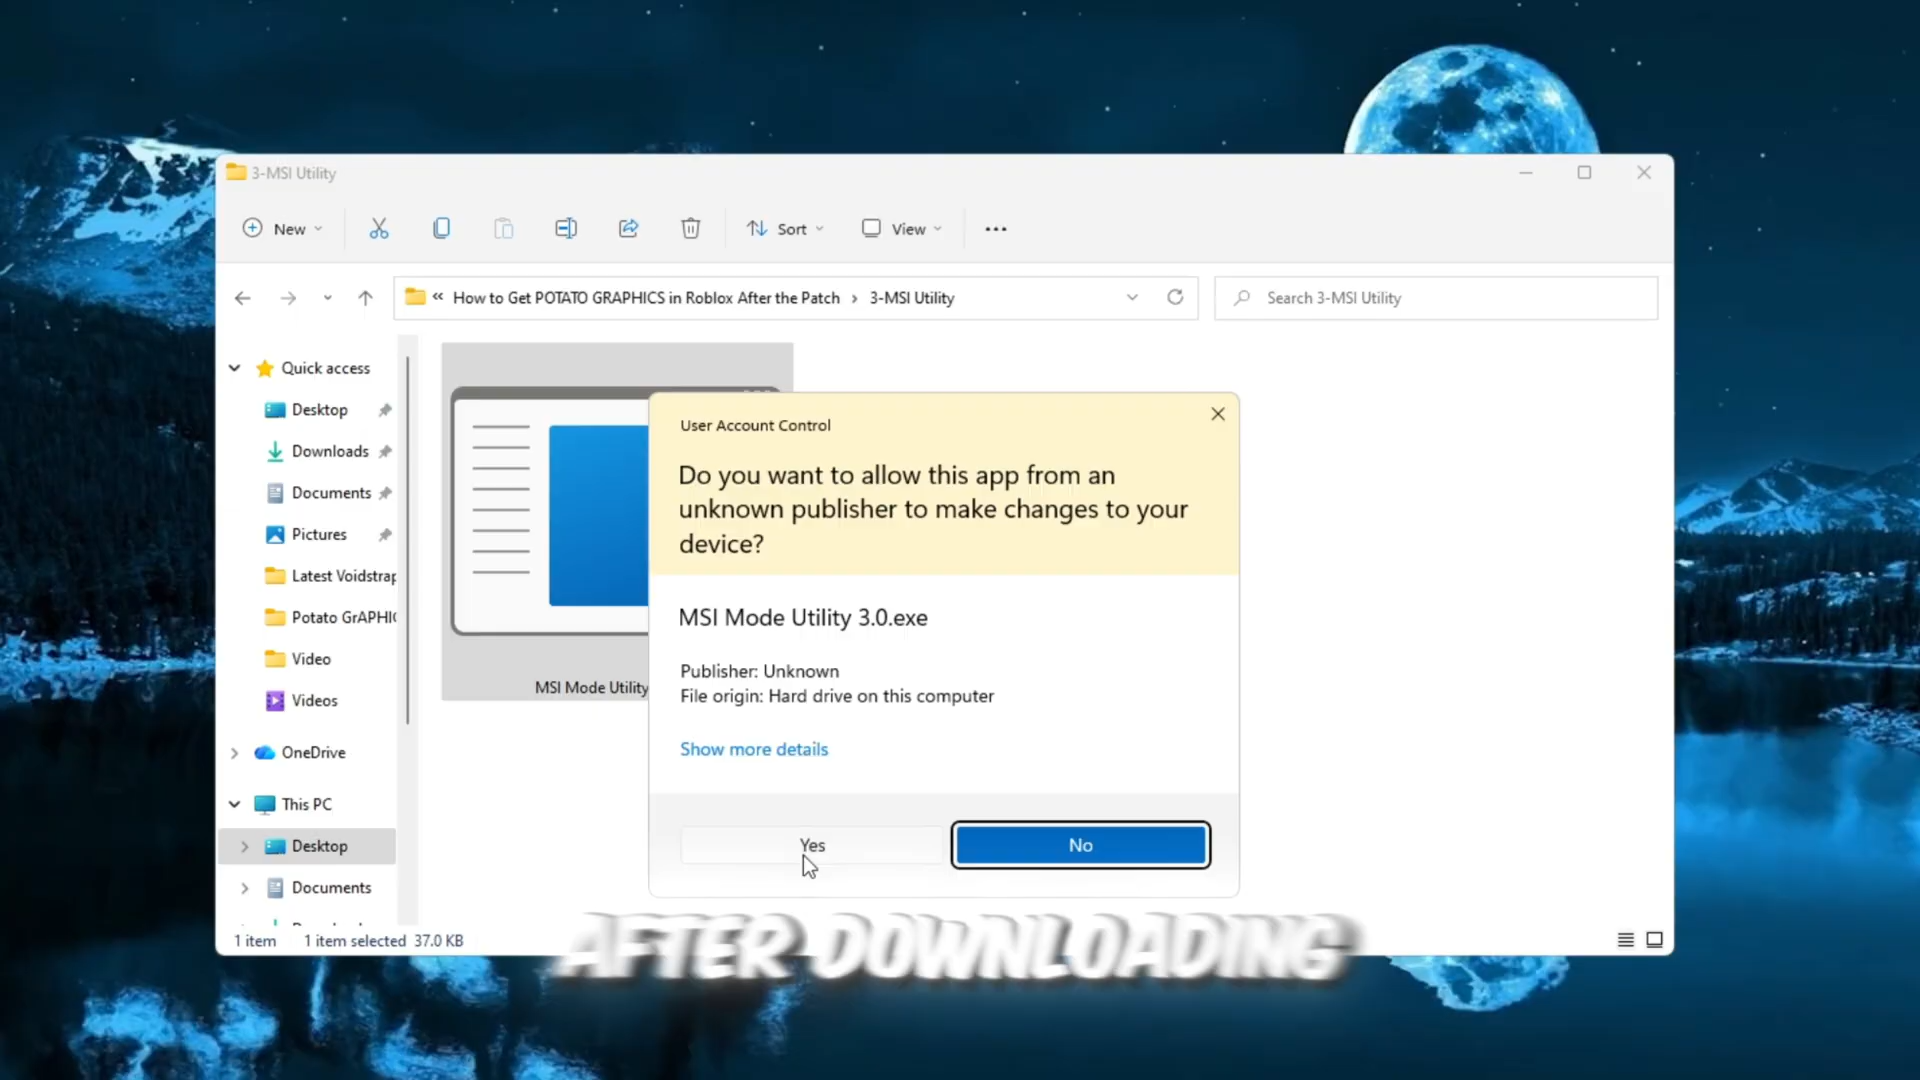 3-MSI Utility
New
Sort
View
« How to Get POTATO GRAPHICS in Roblox After the Patch › 3-MSI Utility
Search 3-MSI Utility
Quick access
Desktop
Downloads
Documents
Pictures
Latest Voidstrap
Potato GrAPHIC
Video
Videos
OneDrive
This PC
Desktop
Documents
MSI Mode Utility
User Account Control
Do you want to allow this app from an
unknown publisher to make changes to your
device?
MSI Mode Utility 3.0.exe
Publisher: Unknown
File origin: Hard drive on this computer
Show more details
Yes
No
1 item 1 item selected 37.0 KB
AFTER DOWNLOADING